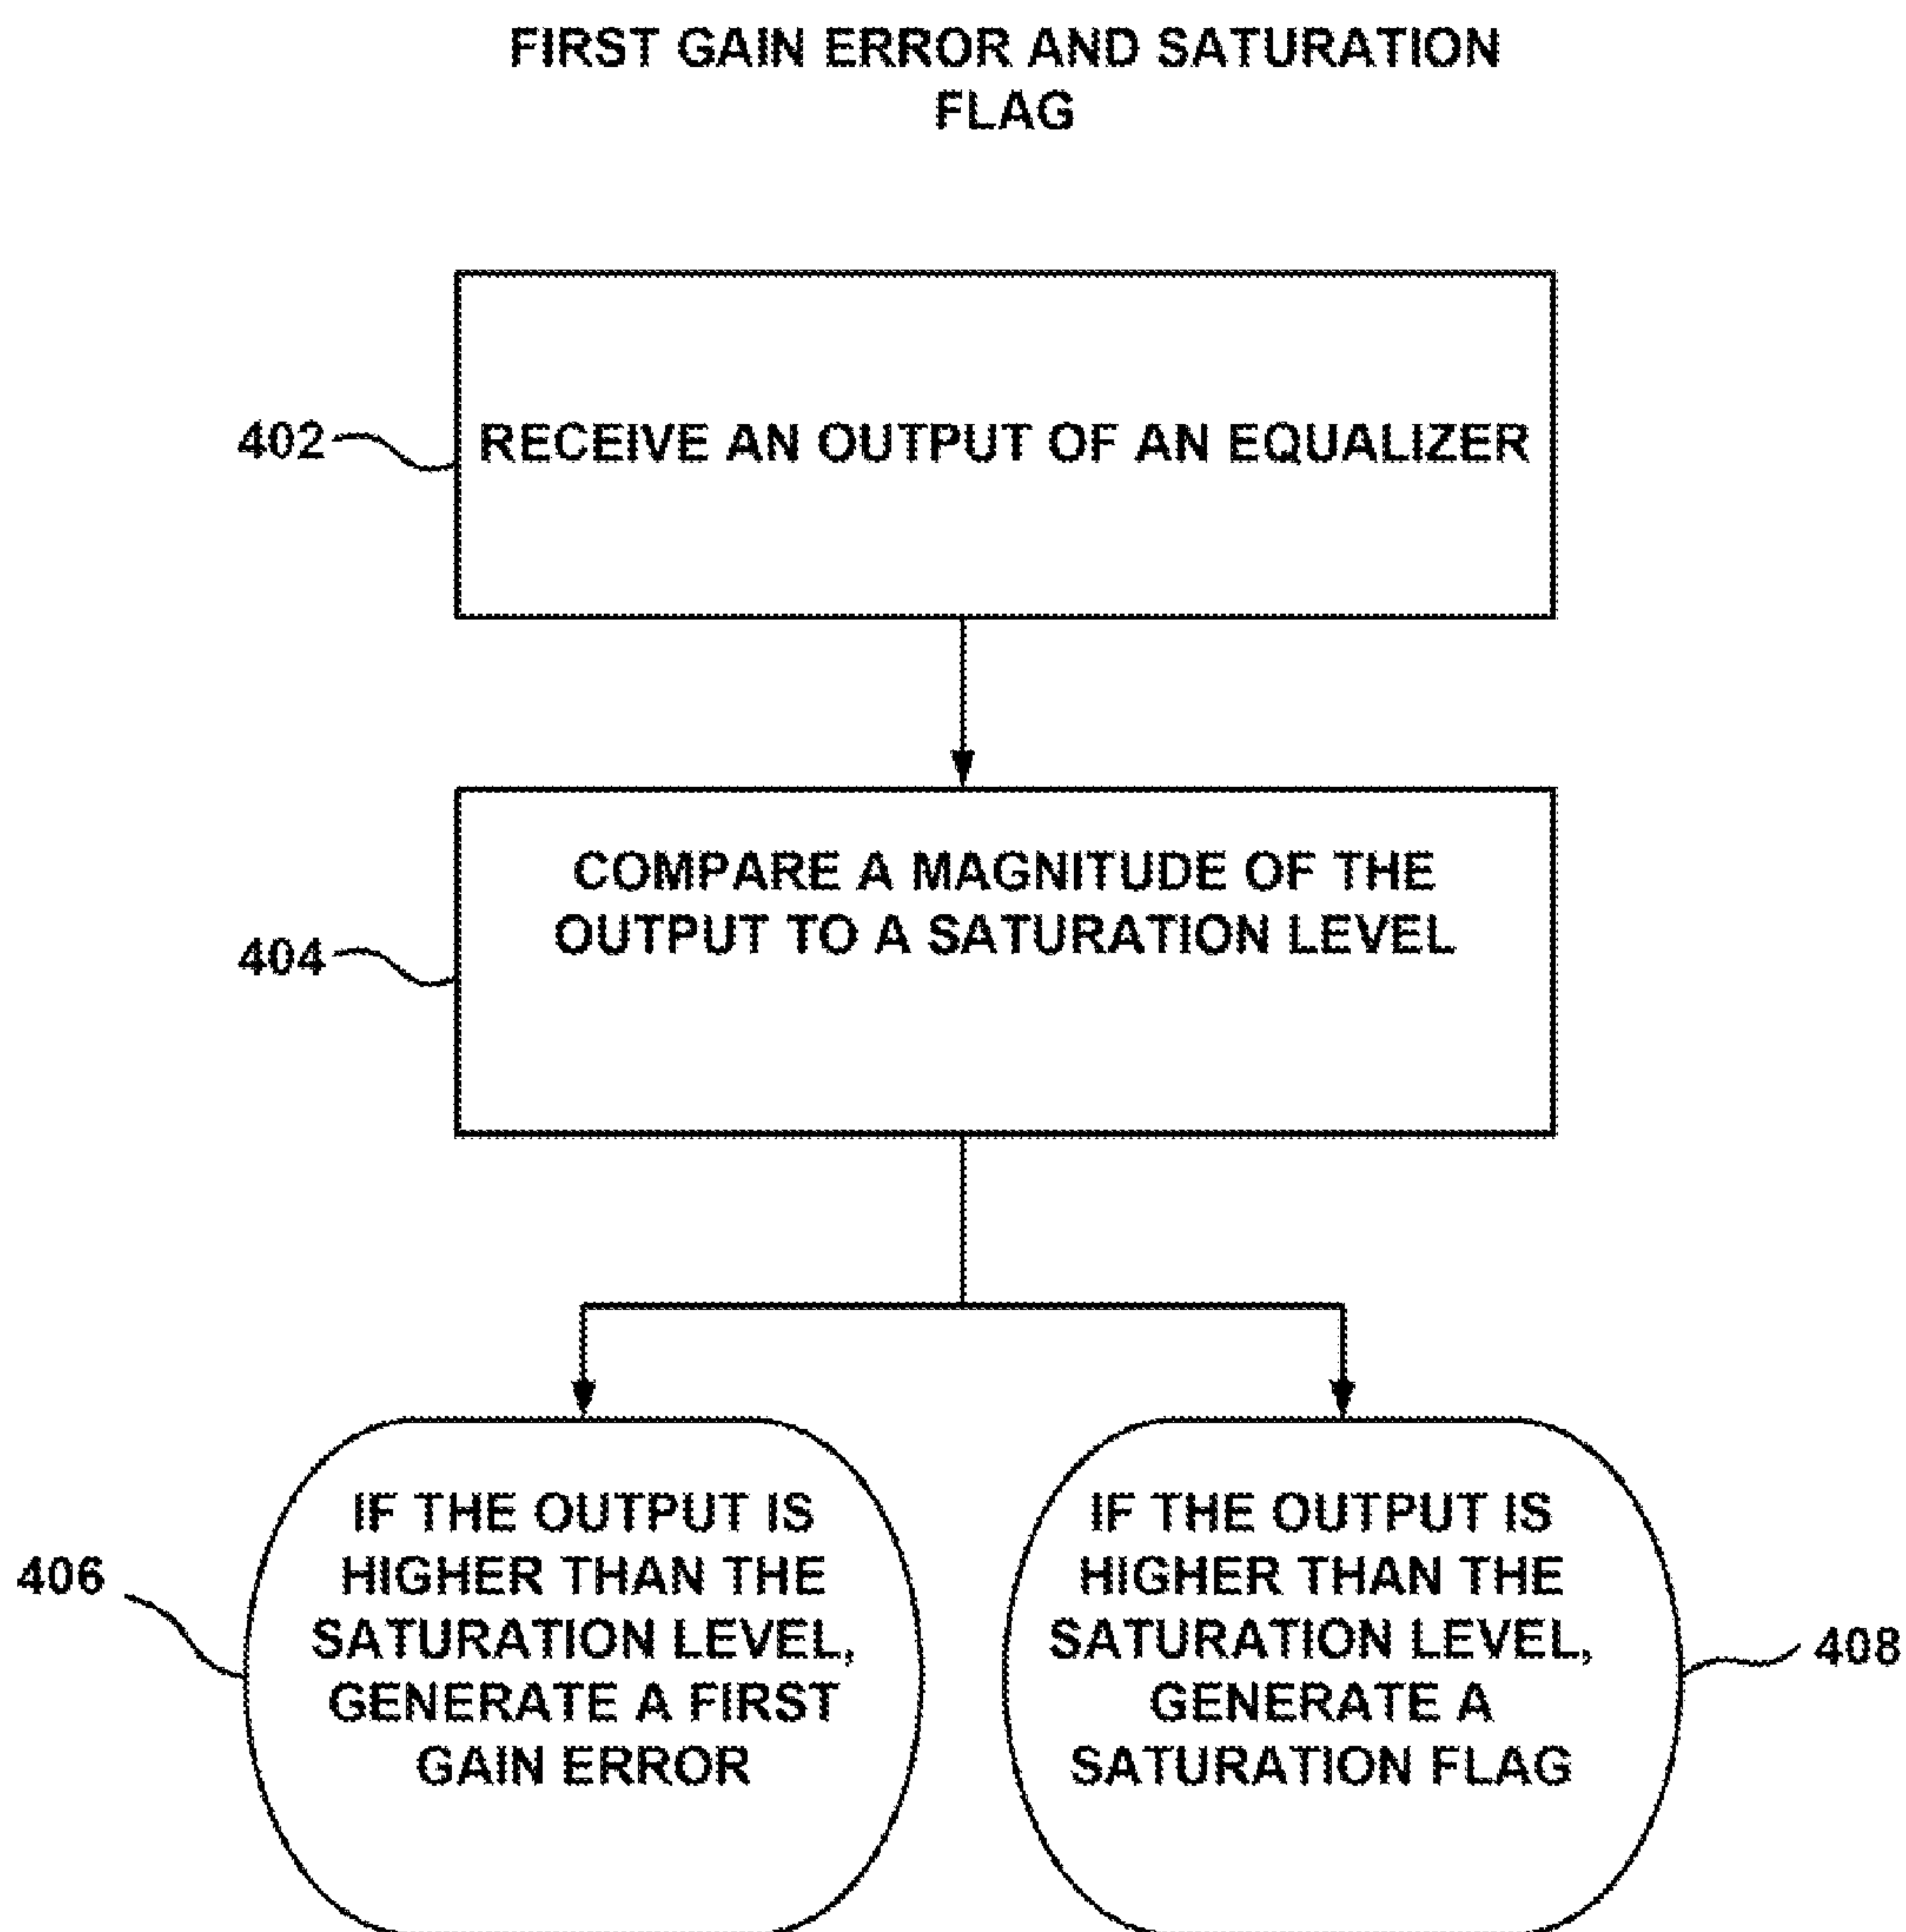 FIRST GAIN ERROR AND SATURATION
FLAG
402
RECEIVE AN OUTPUT OF AN EQUALIZER
404
COMPARE A MAGNITUDE OF THE
OUTPUT TO A SATURATION LEVEL
406
IF THE OUTPUT IS
HIGHER THAN THE
SATURATION LEVEL,
GENERATE A FIRST
GAIN ERROR
IF THE OUTPUT IS
HIGHER THAN THE
SATURATION LEVEL,
GENERATE A
SATURATION FLAG
408